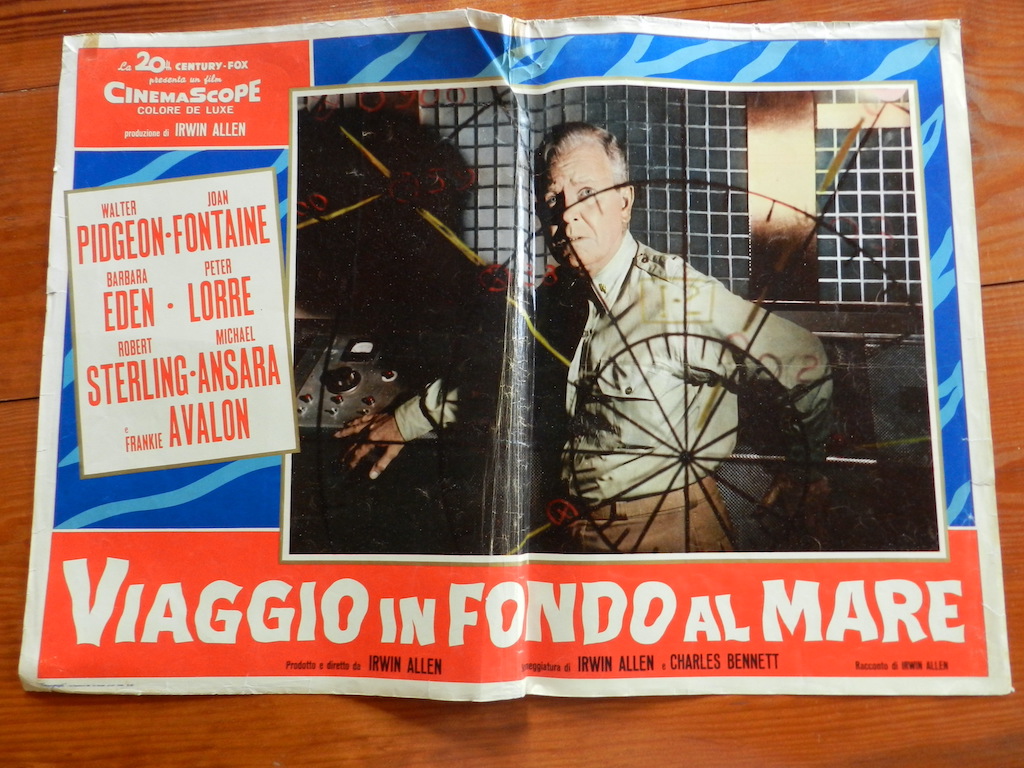 La 20th CENTURY-FOX
presenta un film
CINEMASCOPE
COLORE DE LUXE
produzione di IRWIN ALLEN
WALTER JOAN
PIDGEON·FONTAINE
BARBARA PETER
EDEN · LORRE
ROBERT MICHAEL
STERLING·ANSARA
e FRANKIE AVALON
VIAGGIO IN FONDO AL MARE
Prodotto e diretto da IRWIN ALLEN
neggiatura di IRWIN ALLEN e CHARLES BENNETT
Racconto di IRWIN ALLEN